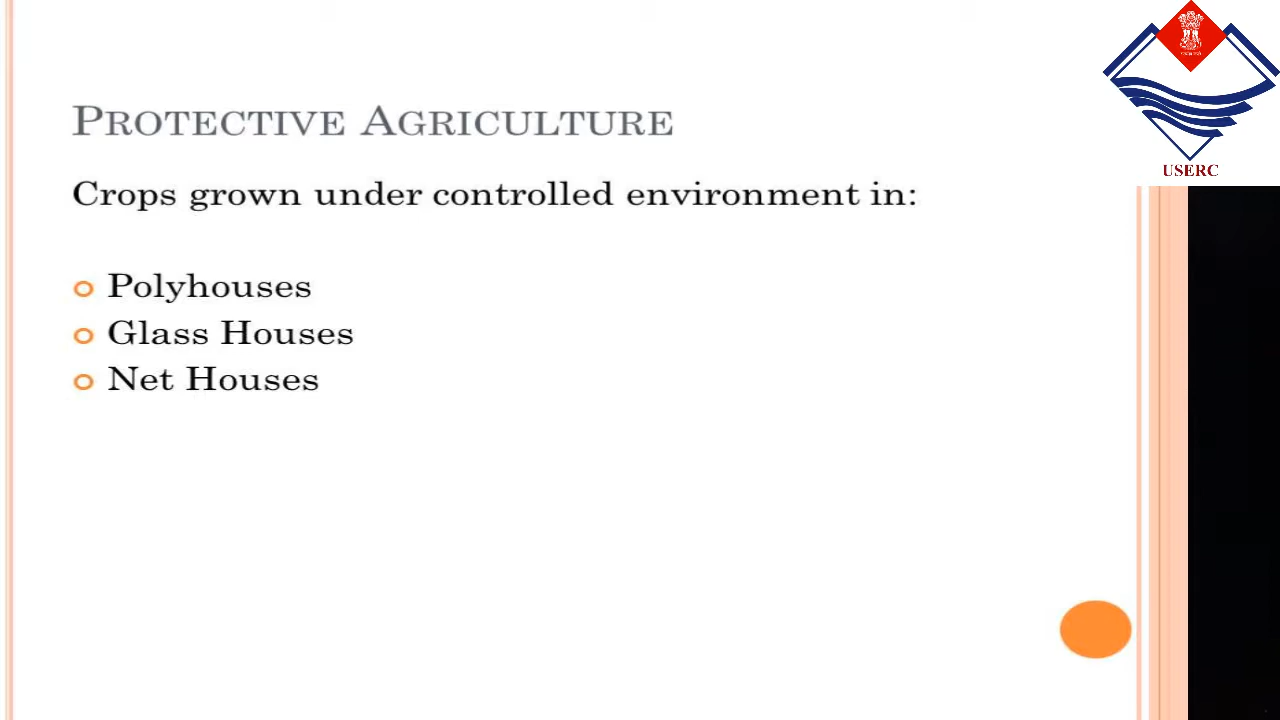 PROTECTIVE AGRICULTURE
Crops grown under controlled environment in:
Polyhouses
Glass Houses
Net Houses
USERC